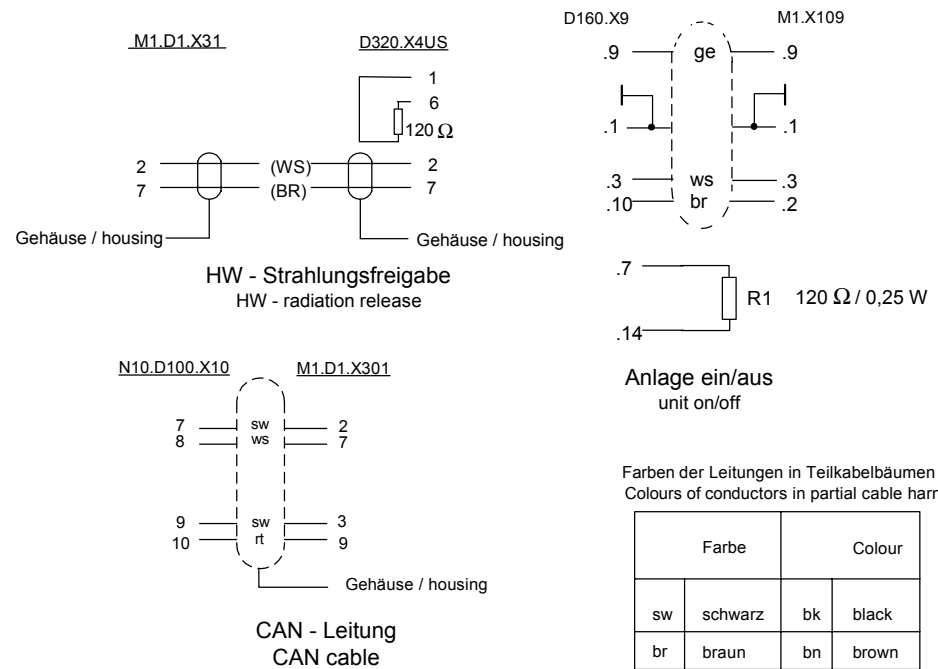 M1.D1.X31 D320.X4US
1
6
120 Ω
2 (WS) 2
7 (BR) 7
Gehäuse / housing Gehäuse / housing
HW - Strahlungsfreigabe
HW - radiation release
D160.X9 M1.X109
.9 ge .9
.1 .1
.3 ws .3
.10 br .2
.7
R1 120 Ω / 0,25 W
.14
Anlage ein/aus
unit on/off
N10.D100.X10 M1.D1.X301
7 sw 2
8 ws 7
9 sw 3
10 rt 9
Gehäuse / housing
CAN - Leitung
CAN cable
Farben der Leitungen in Teilkabelbäumen
Colours of conductors in partial cable
Farbe Colour
sw schwarz bk black
br braun bn brown